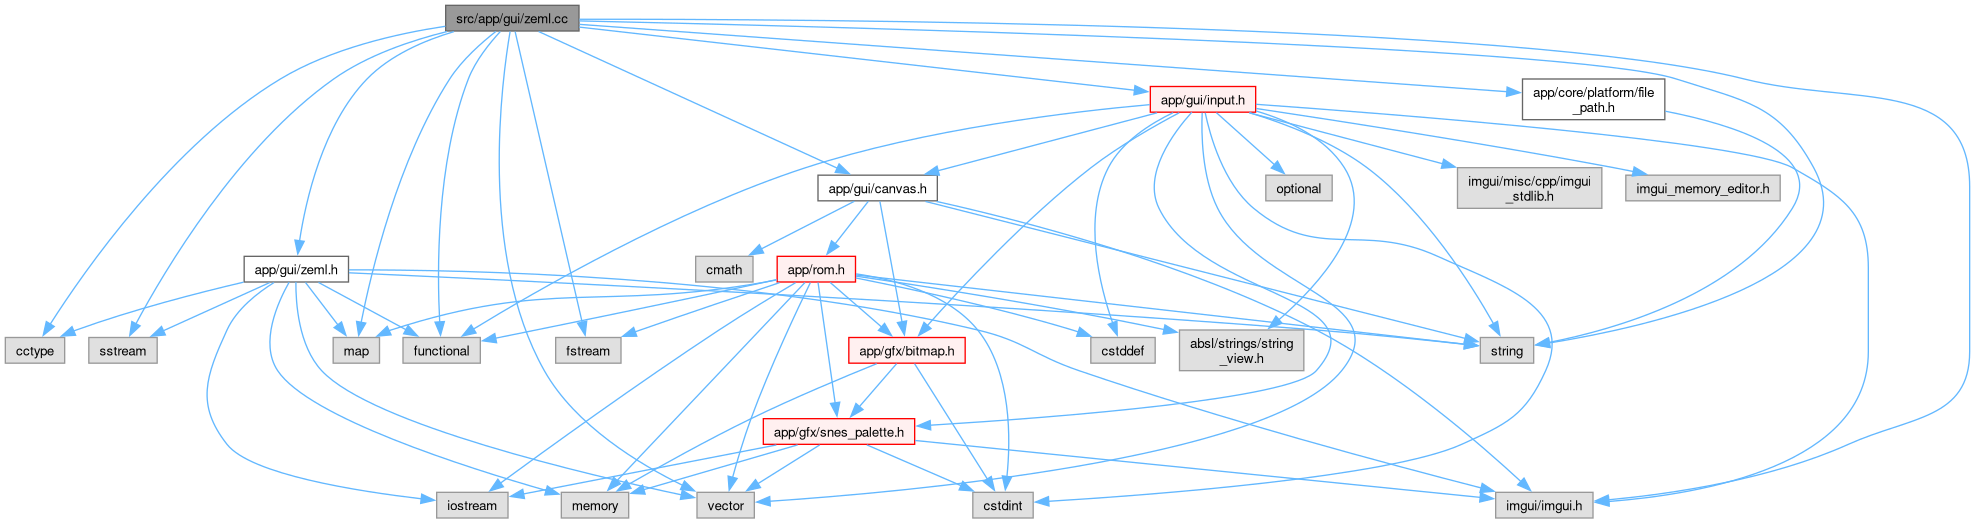 src/app/gui/zeml.cc
app/core/platform/file
_path.h
app/gui/input.h
app/gui/canvas.h
optional
imgui/misc/cpp/imgui
_stdlib.h
imgui_memory_editor.h
app/gui/zeml.h
cmath
app/rom.h
cctype
sstream
map
functional
fstream
app/gfx/bitmap.h
cstddef
absl/strings/string
_view.h
string
app/gfx/snes_palette.h
iostream
memory
vector
cstdint
imgui/imgui.h